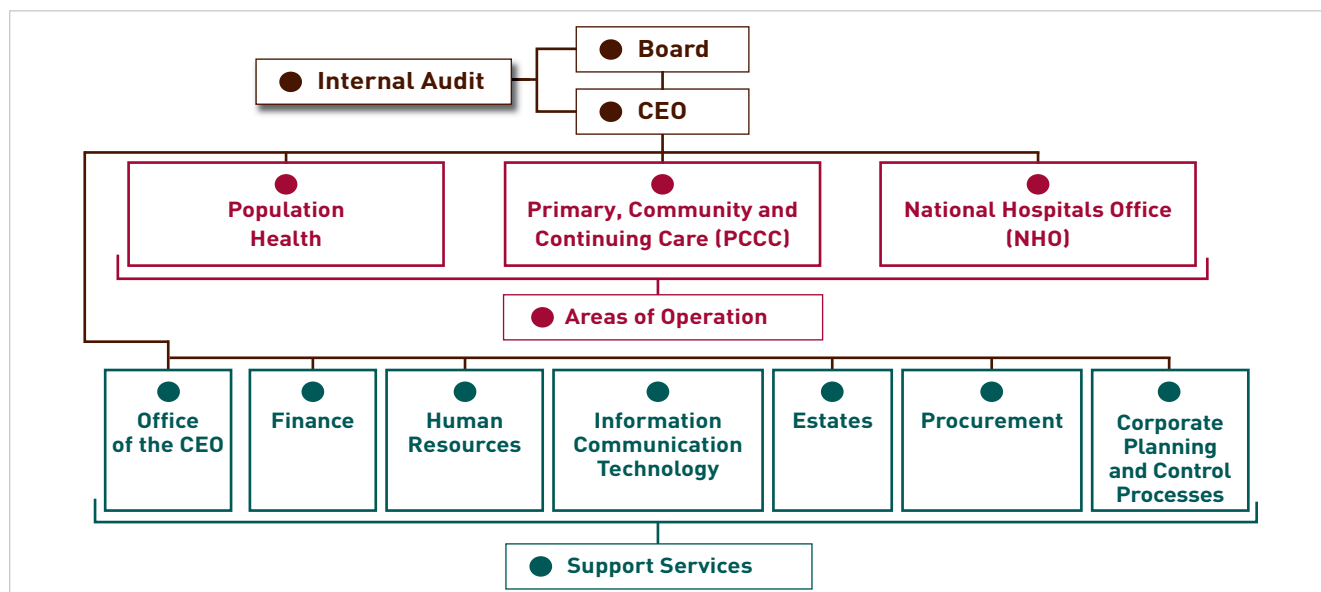 Board
Internal Audit
CEO
Population
Health
Primary, Community and
Continuing Care (PCCC)
National Hospitals Office
(NHO)
Areas of Operation
Office
of the CEO
Finance
Human
Resources
Information
Communication
Technology
Estates
Procurement
Corporate
Planning
and Control
Processes
Support Services